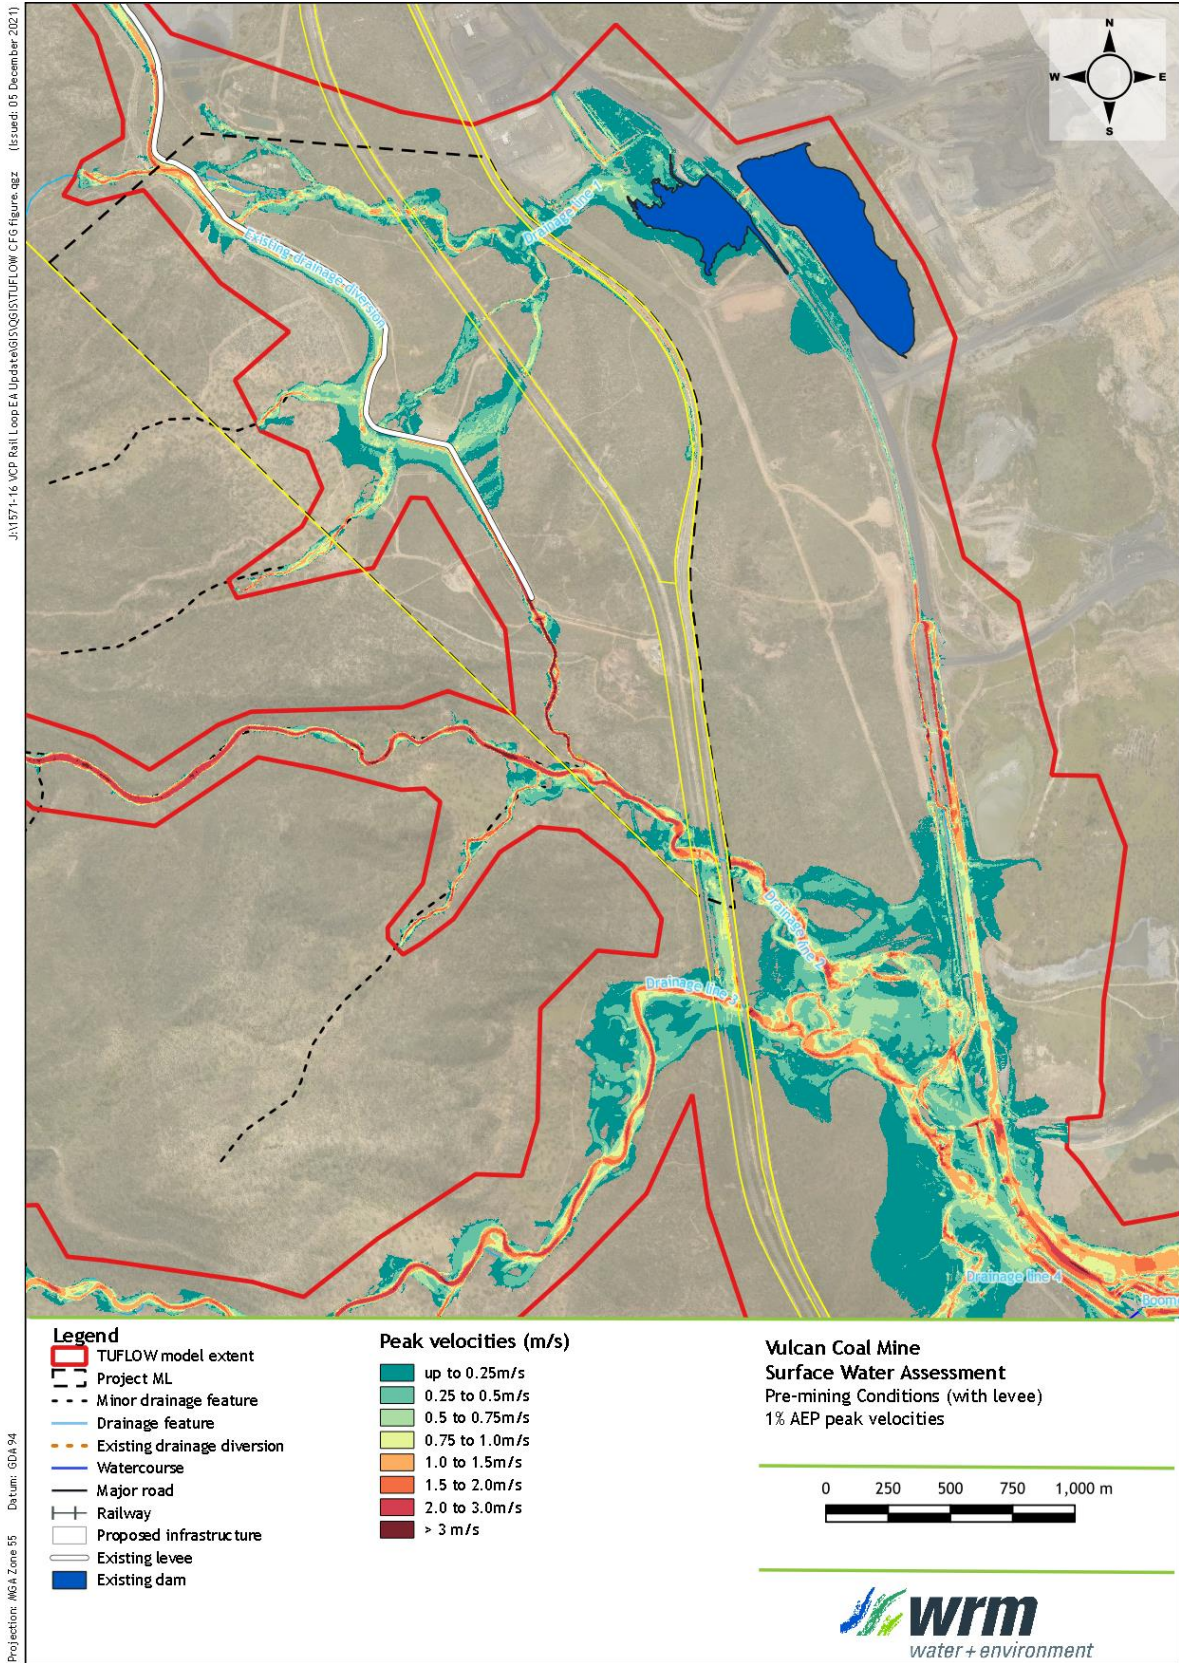 J:\1571-16 VCP Rail Loop EA Update\GIS\QGIS\TUFLOW CFG figure.qgz (Issued: 05 December 2021)
N
W E
S
Drainage line 1
Existing drainage diversion
Drainage line 2
Drainage line 3
Drainage line 4
Boom
Projection: MGA Zone 55 Datum: GDA94
Legend
TUFLOW model extent
Project ML
Minor drainage feature
Drainage feature
Existing drainage diversion
Watercourse
Major road
Railway
Proposed infrastructure
Existing levee
Existing dam
Peak velocities (m/s)
up to 0.25m/s
0.25 to 0.5m/s
0.5 to 0.75m/s
0.75 to 1.0m/s
1.0 to 1.5m/s
1.5 to 2.0m/s
2.0 to 3.0m/s
> 3 m/s
Vulcan Coal Mine
Surface Water Assessment
Pre-mining Conditions (with levee)
1% AEP peak velocities
0 250 500 750 1,000 m
wrm
water + environment